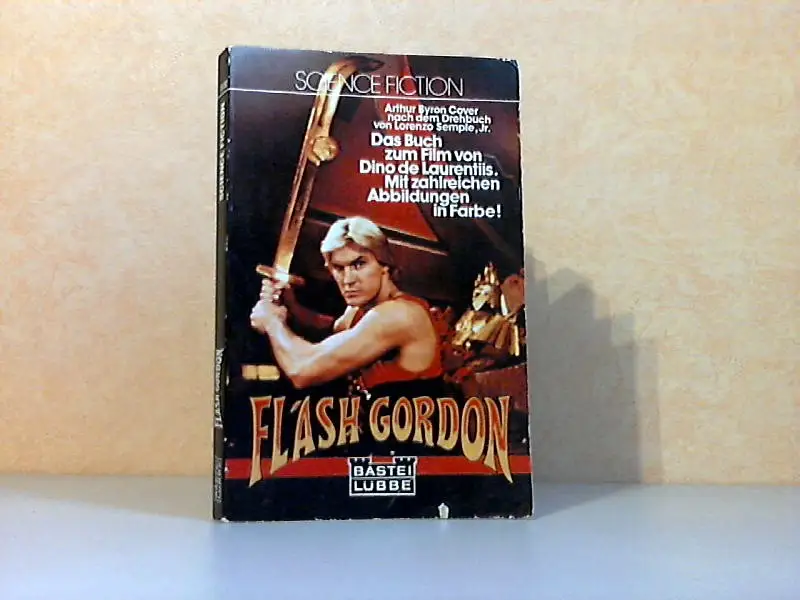 SCIENCE FICTION
Arthur Byron Cover
nach dem Drehbuch
von Lorenzo Semple, Jr.
Das Buch
zum Film von
Dino de Laurentiis.
Mit zahlreichen
Abbildungen
in Farbe!
FLASH GORDON
BASTEI
LÜBBE
SCIENCE FICTION
FLASH GORDON